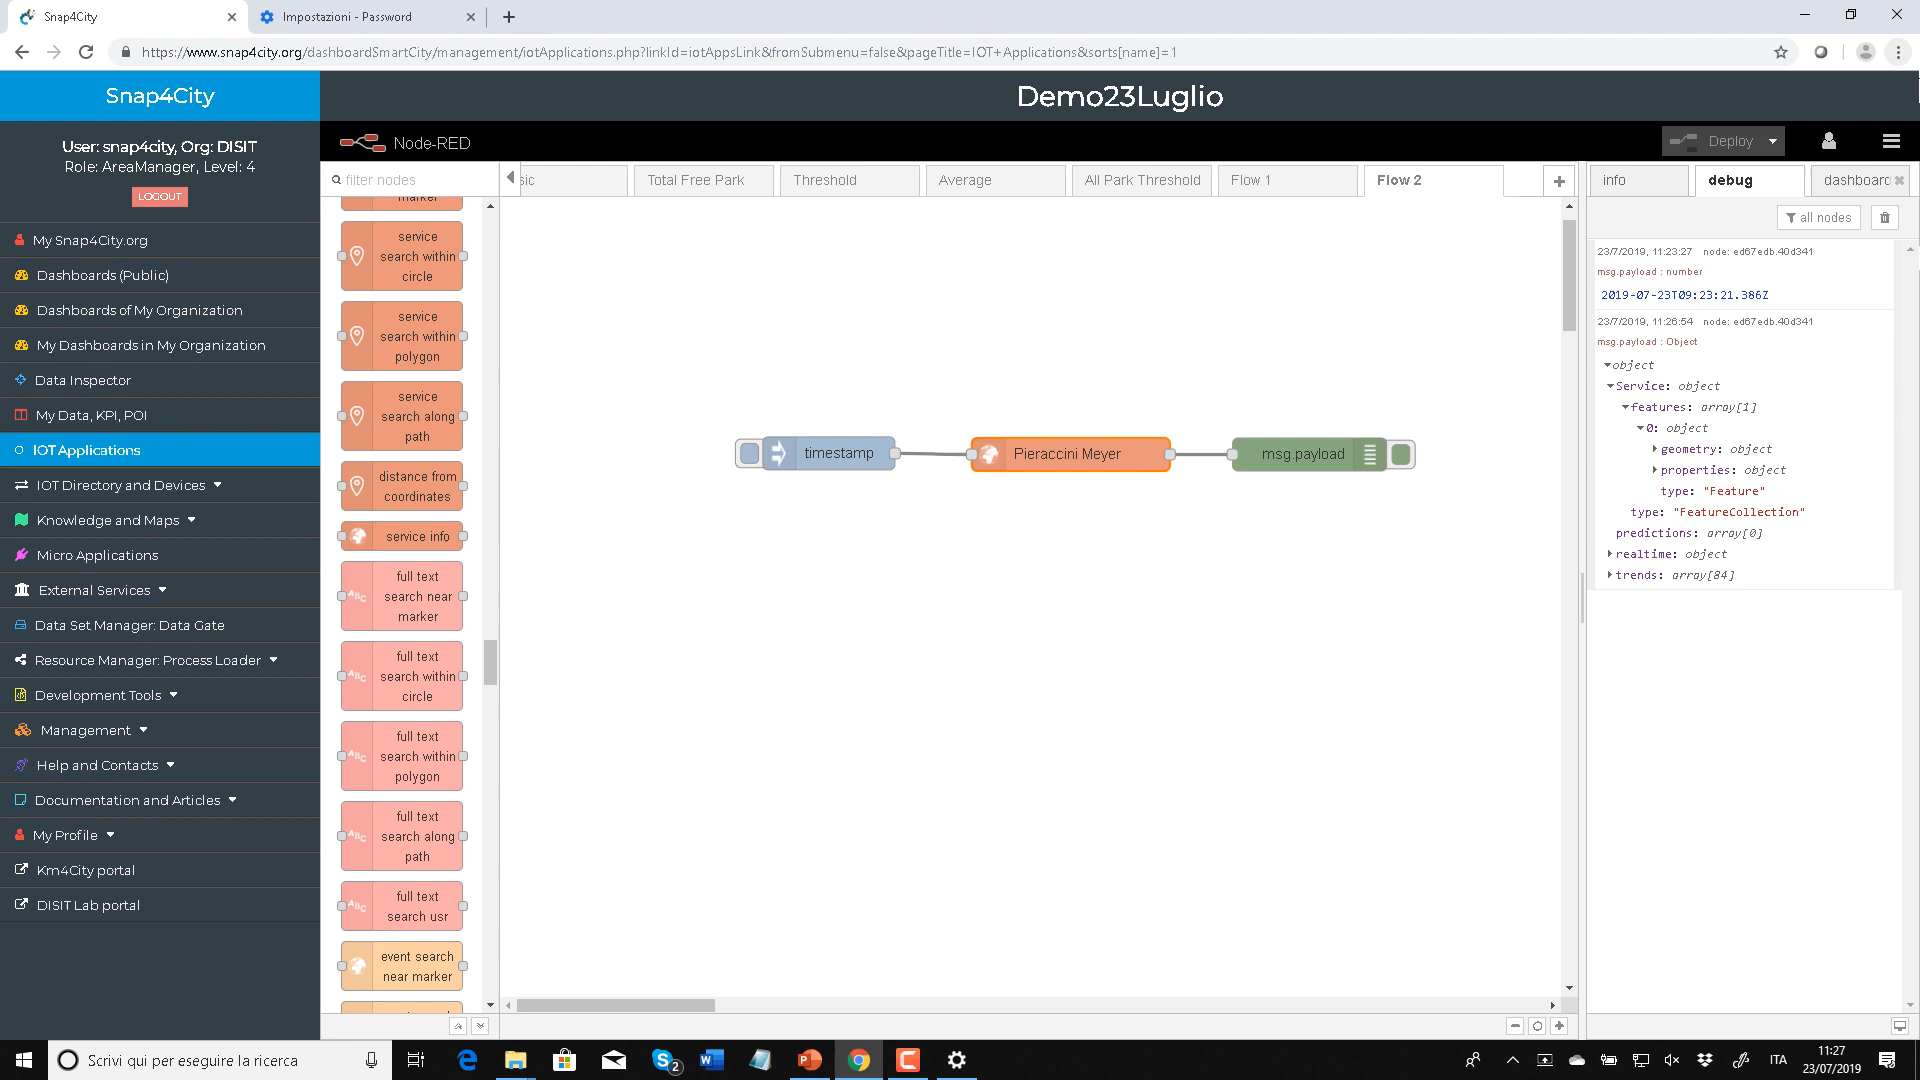 Snap4City
Impostazioni - Password
https://www.snap4city.org/dashboardSmartCity/management/iotApplications.php?linkId=iotAppsLink&fromSubmenu=false&pageTitle=IOT+Applications&sorts[name]=1
Snap4City
Demo23Luglio
User: snap4city, Org: DISIT
Role: AreaManager, Level: 4
LOGOUT
My Snap4City.org
Dashboards (Public)
Dashboards of My Organization
My Dashboards in My Organization
Data Inspector
My Data, KPI, POI
IOT Applications
IOT Directory and Devices
Knowledge and Maps
Micro Applications
External Services
Data Set Manager: Data Gate
Resource Manager: Process Loader
Development Tools
Management
Help and Contacts
Documentation and Articles
My Profile
Km4City portal
DISIT Lab portal
Node-RED
Deploy
filter nodes
marker
service
search within
circle
service
search within
polygon
service
search along
path
distance from
coordinates
service info
full text
search near
marker
full text
search within
circle
full text
search within
polygon
full text
search along
path
full text
search usr
event search
near marker
sic
Total Free Park
Threshold
Average
All Park Threshold
Flow 1
Flow 2
timestamp
Pieraccini Meyer
msg.payload
info
debug
dashboard
all nodes
23/7/2019, 11:23:27 node: ed67edb.40d341
msg.payload : number
2019-07-23T09:23:21.386Z
23/7/2019, 11:26:54 node: ed67edb.40d341
msg.payload : Object
object
Service: object
features: array[1]
0: object
geometry: object
properties: object
type: "Feature"
type: "FeatureCollection"
predictions: array[0]
realtime: object
trends: array[84]
Scrivi qui per eseguire la ricerca
2
ITA
11:27
23/07/2019